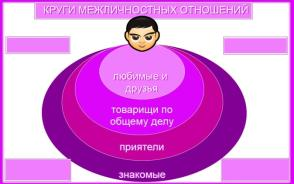 КРУГИ МЕЖЛИЧНОСТНЫХ ОТНОШЕНИЙ
любимые и
друзья
товарищи по
общему делу
приятели
знакомые